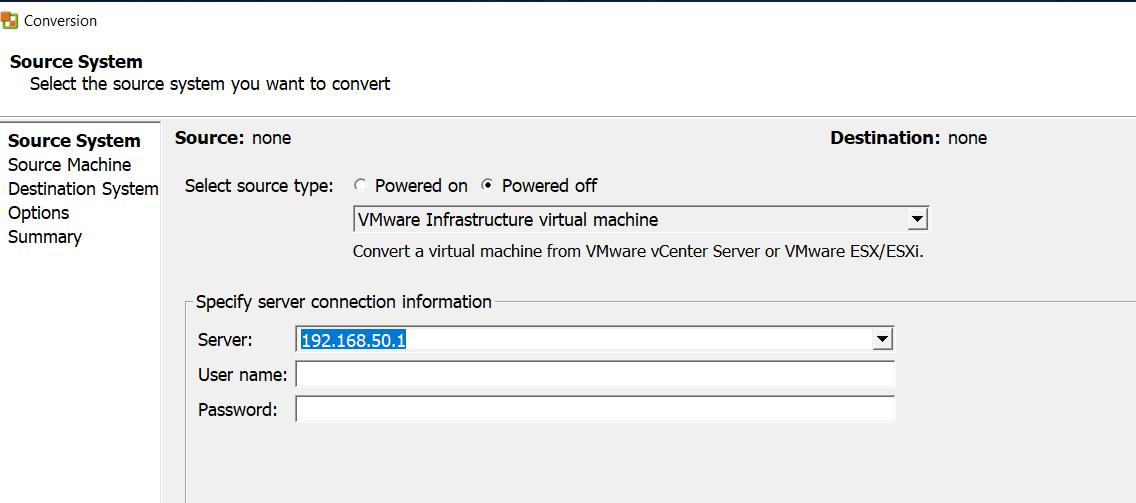 Conversion
Source System
Select the source system you want to convert
Source System
Source Machine
Destination System
Options
Summary
Source: none Destination: none
Select source type: Powered on Powered off
VMware Infrastructure virtual machine
Convert a virtual machine from VMware vCenter Server or VMware ESX/ESXi.
Specify server connection information
Server: 192.168.50.1
User name:
Password: